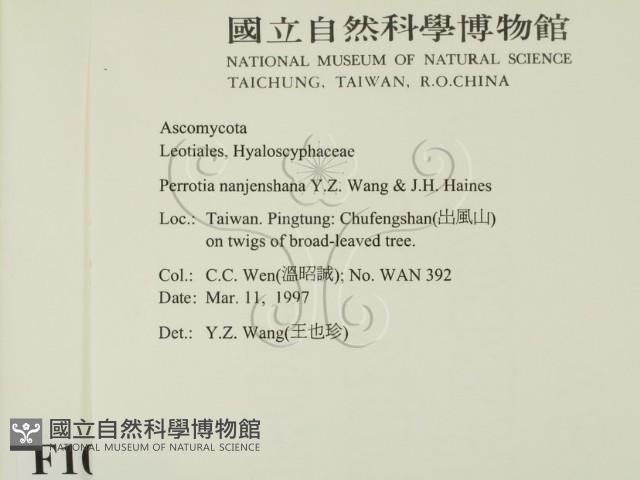 國立自然科學博物館
NATIONAL MUSEUM OF NATURAL SCIENCE
TAICHUNG, TAIWAN, R.O.CHINA
Ascomycota
Leotiales, Hyaloscyphaceae
Perrotia nanjenshana Y.Z. Wang & J.H. Haines
Loc.: Taiwan. Pingtung: Chufengshan(出風山)
on twigs of broad-leaved tree.
Col.: C.C. Wen(溫昭誠); No. WAN 392
Date: Mar. 11, 1997
Det.: Y.Z. Wang(王也珍)
國立自然科學博物館
NATIONAL MUSEUM OF NATURAL SCIENCE